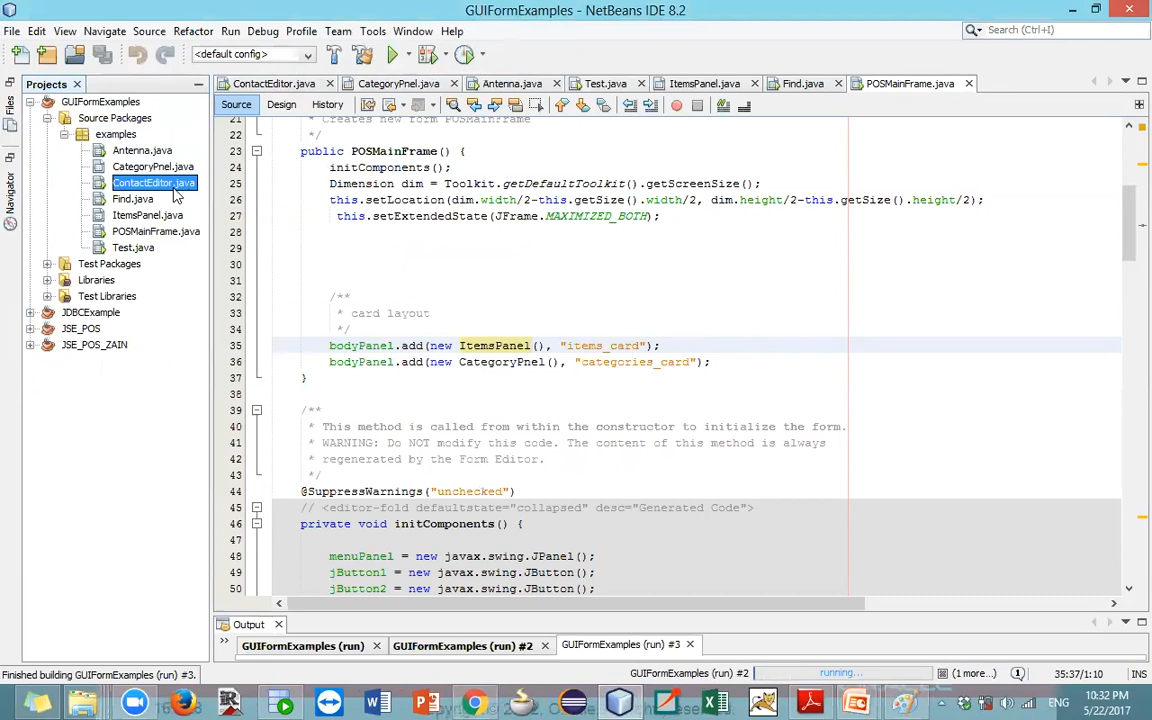 GUIFormExamples - NetBeans IDE 8.2
File Edit View Navigate Source Refactor Run Debug Profile Team Tools Window Help
Search (Ctrl+I)
<default config>
Projects
ContactEditor.java CategoryPnel.java Antenna.java Test.java ItemsPanel.java Find.java POSMainFrame.java
Source Design History
Files
Navigator
GUIFormExamples
Source Packages
examples
Antenna.java
CategoryPnel.java
ContactEditor.java
Find.java
ItemsPanel.java
POSMainFrame.java
Test.java
Test Packages
Libraries
Test Libraries
JDBCExample
JSE_POS
JSE_POS_ZAIN
21 * Creates new form POSMainFrame
22 */
23 public POSMainFrame() {
24 initComponents();
25 Dimension dim = Toolkit.getDefaultToolkit().getScreenSize();
26 this.setLocation(dim.width/2-this.getSize().width/2, dim.height/2-this.getSize().height/2);
27 this.setExtendedState(JFrame.MAXIMIZED_BOTH);
28
29
30
31
32 /**
33 * card layout
34 */
35 bodyPanel.add(new ItemsPanel(), "items_card");
36 bodyPanel.add(new CategoryPnel(), "categories_card");
37 }
38
39 /**
40 * This method is called from within the constructor to initialize the form.
41 * WARNING: Do NOT modify this code. The content of this method is always
42 * regenerated by the Form Editor.
43 */
44 @SuppressWarnings("unchecked")
45 // <editor-fold defaultstate="collapsed" desc="Generated Code">
46 private void initComponents() {
47
48 menuPanel = new javax.swing.JPanel();
49 jButton1 = new javax.swing.JButton();
50 jButton2 = new javax.swing.JButton();
Output
GUIFormExamples (run) GUIFormExamples (run) #2 GUIFormExamples (run) #3
Finished building GUIFormExamples (run) #3.
GUIFormExamples (run) #2 running... (1 more...) 35:37/1:10 INS
ENG
10:32 PM
5/22/2017